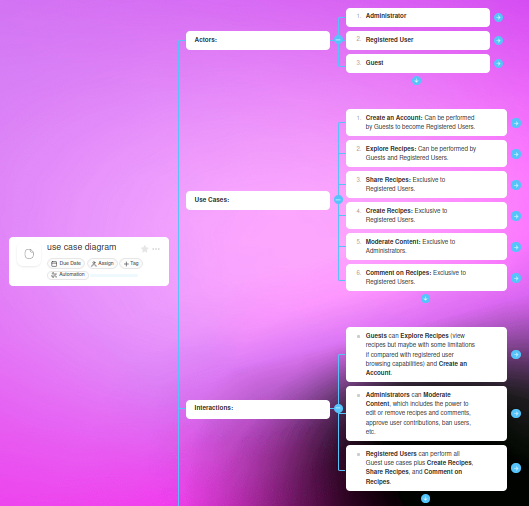 Actors:
1. Administrator
2. Registered User
3. Guest
Use Cases:
1. Create an Account: Can be performed
by Guests to become Registered Users.
2. Explore Recipes: Can be performed by
Guests and Registered Users.
3. Share Recipes: Exclusive to
Registered Users.
4. Create Recipes: Exclusive to
Registered Users.
5. Moderate Content: Exclusive to
Administrators.
6. Comment on Recipes: Exclusive to
Registered Users.
use case diagram
Due Date
Assign
Tag
Automation
Interactions:
Guests can Explore Recipes (view
recipes but maybe with some limitations
if compared with registered user
browsing capabilities) and Create an
Account.
Administrators can Moderate
Content, which includes the power to
edit or remove recipes and comments,
approve user contributions, ban users,
etc.
Registered Users can perform all
Guest use cases plus Create Recipes,
Share Recipes, and Comment on
Recipes.